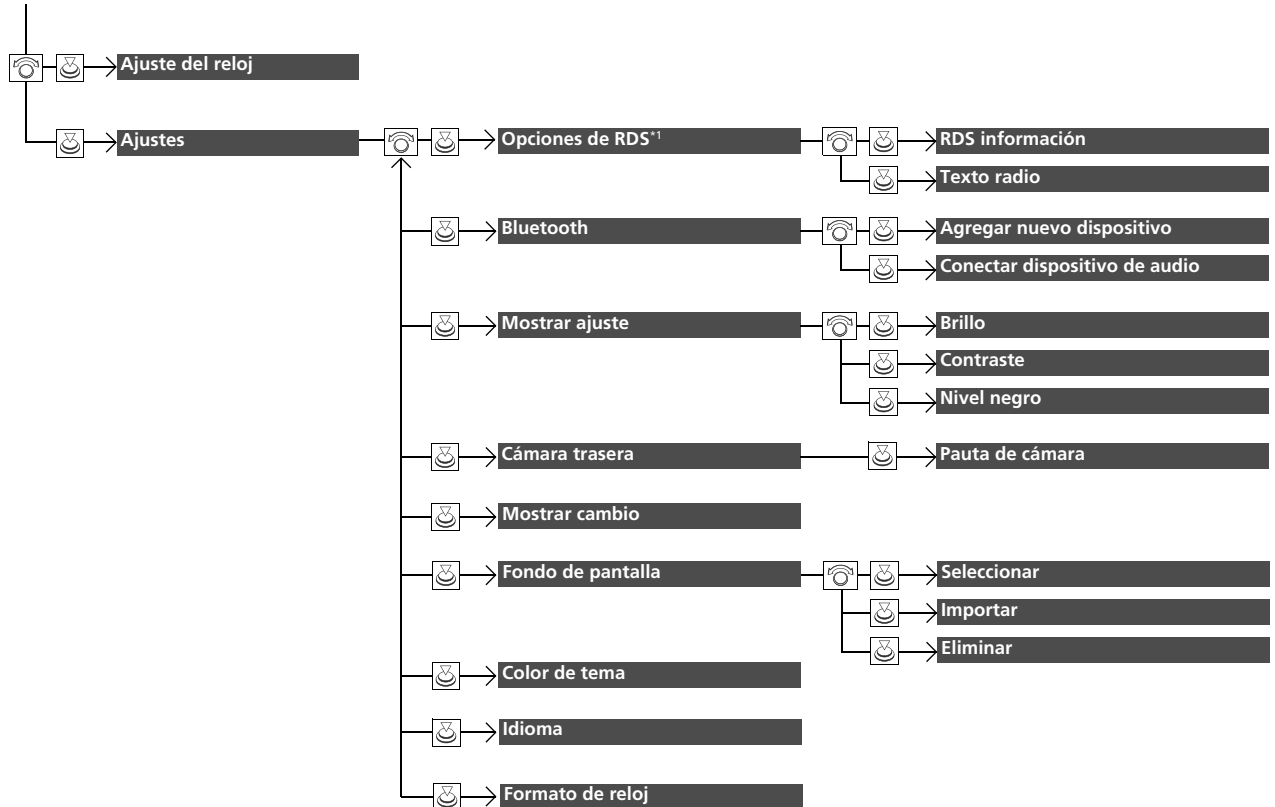 Ajuste del reloj
Ajustes
Opciones de RDS*1
RDS información
Texto radio
Bluetooth
Agregar nuevo dispositivo
Conectar dispositivo de audio
Mostrar ajuste
Brillo
Contraste
Nivel negro
Cámara trasera
Pauta de cámara
Mostrar cambio
Fondo de pantalla
Seleccionar
Importar
Eliminar
Color de tema
Idioma
Formato de reloj